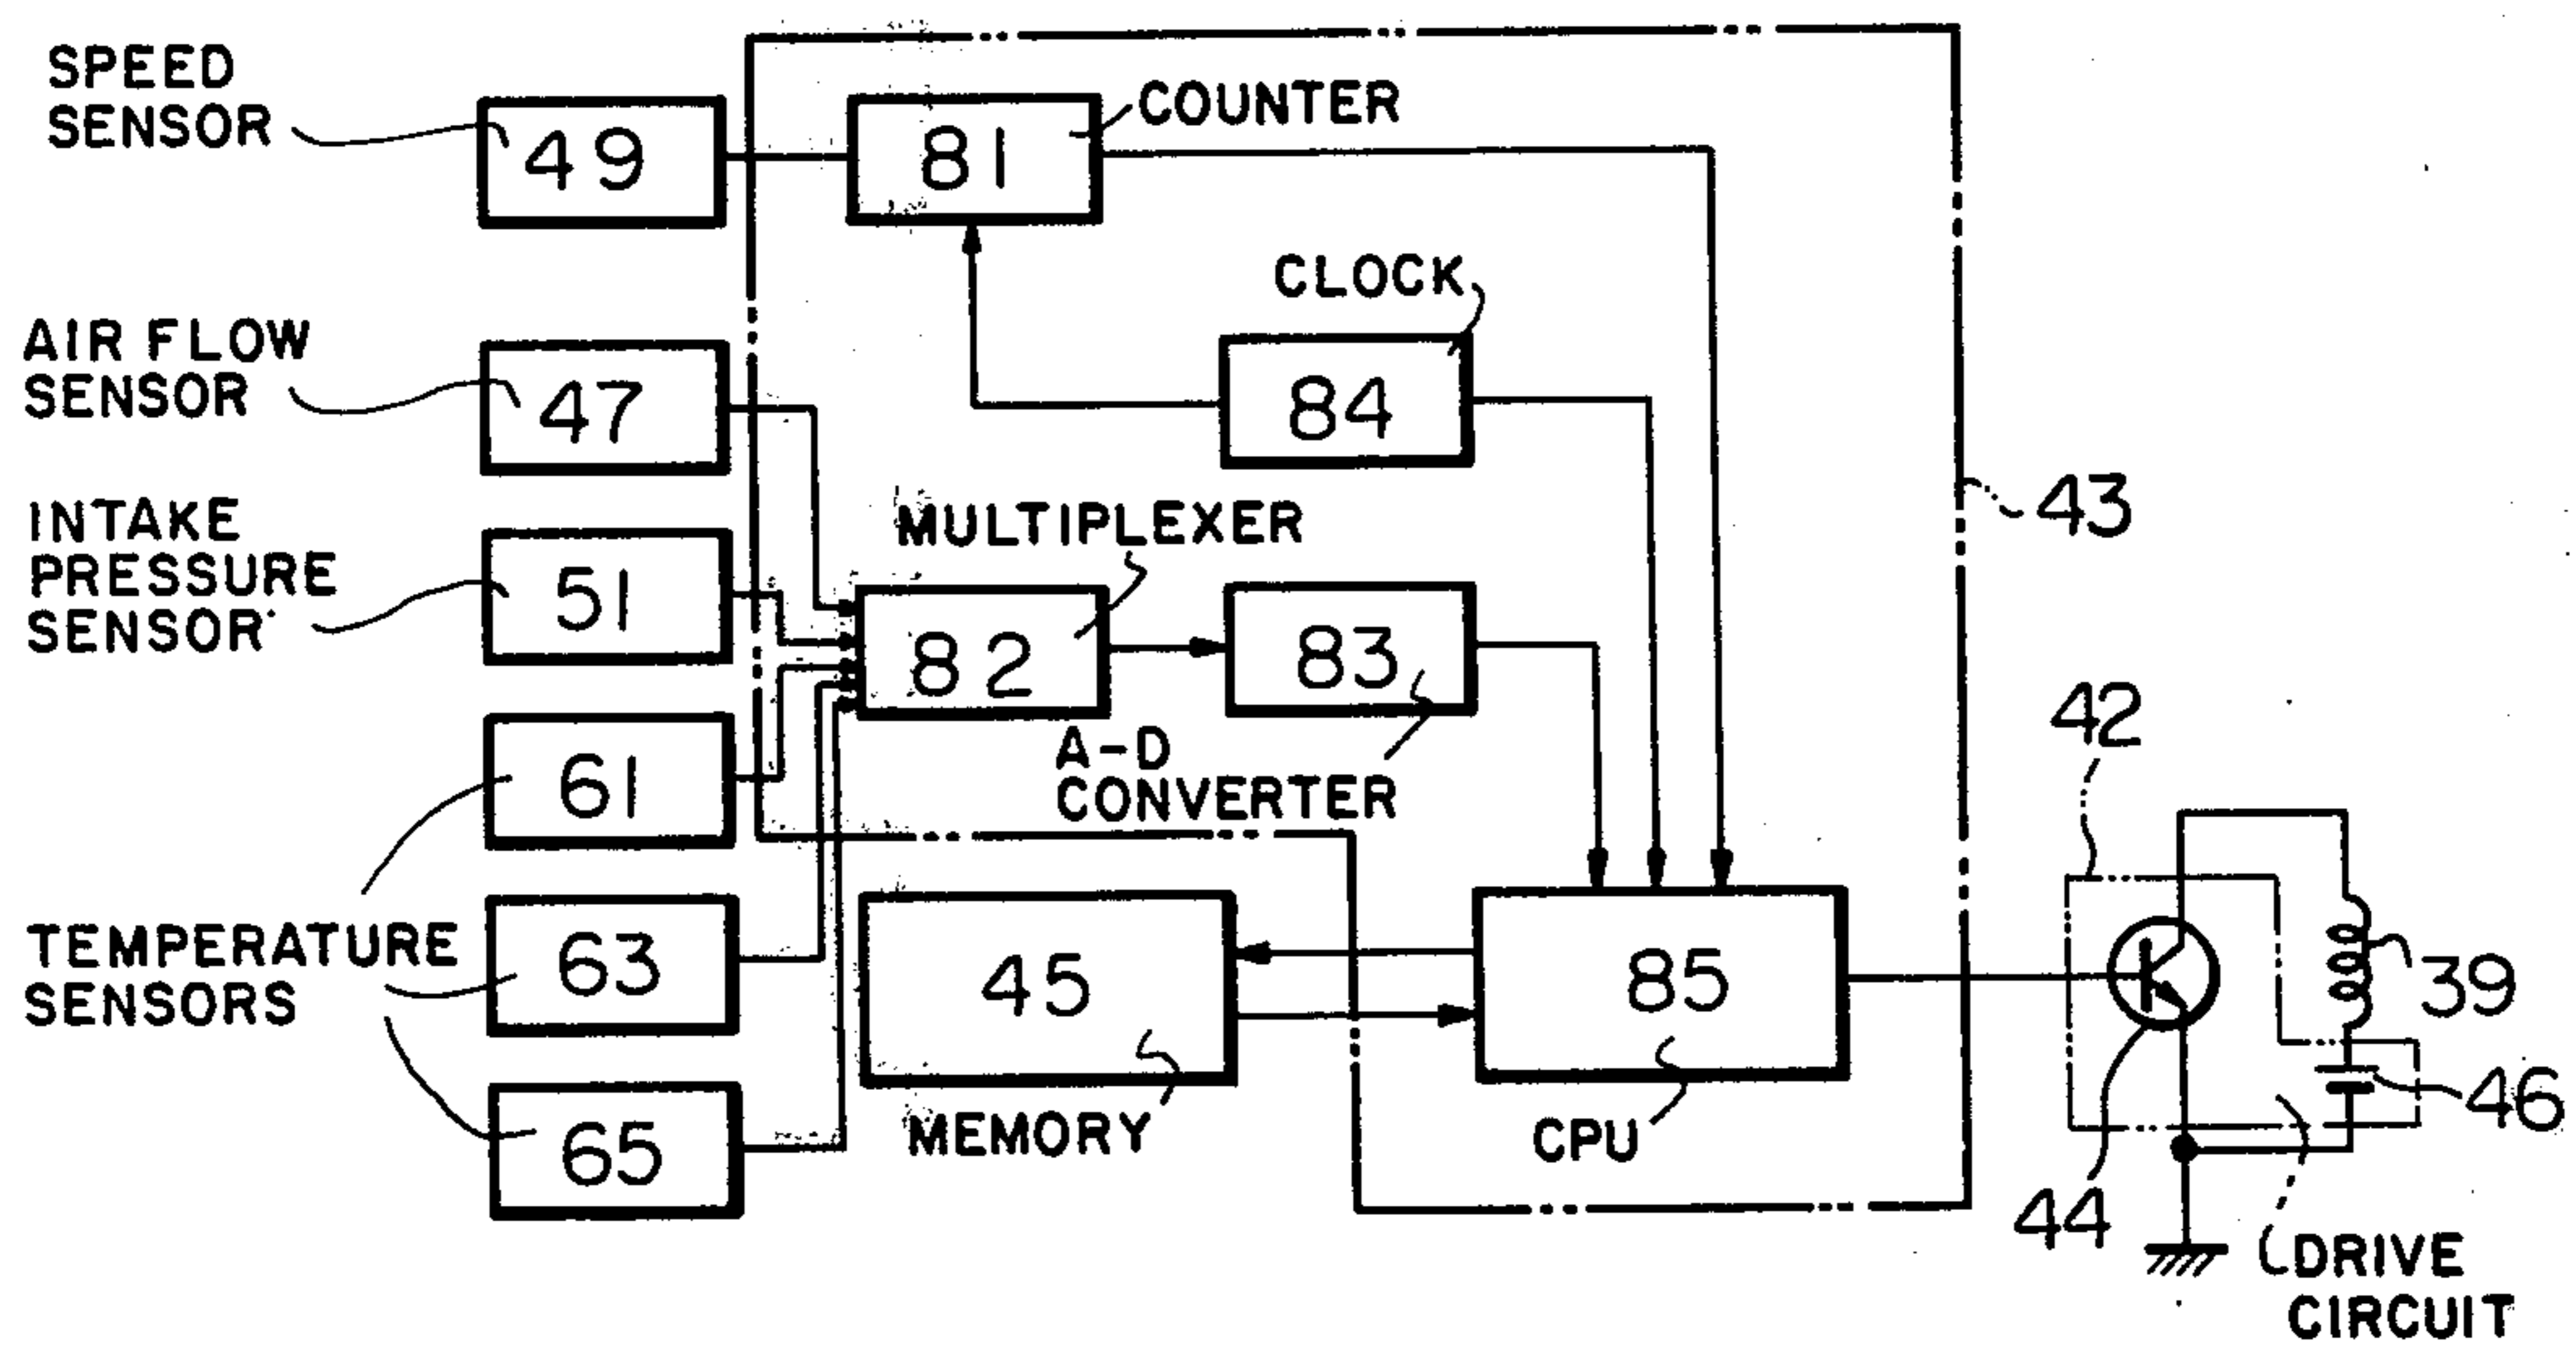 SPEED
SENSOR
49
81
COUNTER
CLOCK
84
AIR FLOW
SENSOR
47
INTAKE
PRESSURE
SENSOR
51
MULTIPLEXER
82
83
A-D
CONVERTER
43
61
TEMPERATURE
SENSORS
63
65
45
MEMORY
85
CPU
42
39
46
44
DRIVE
CIRCUIT